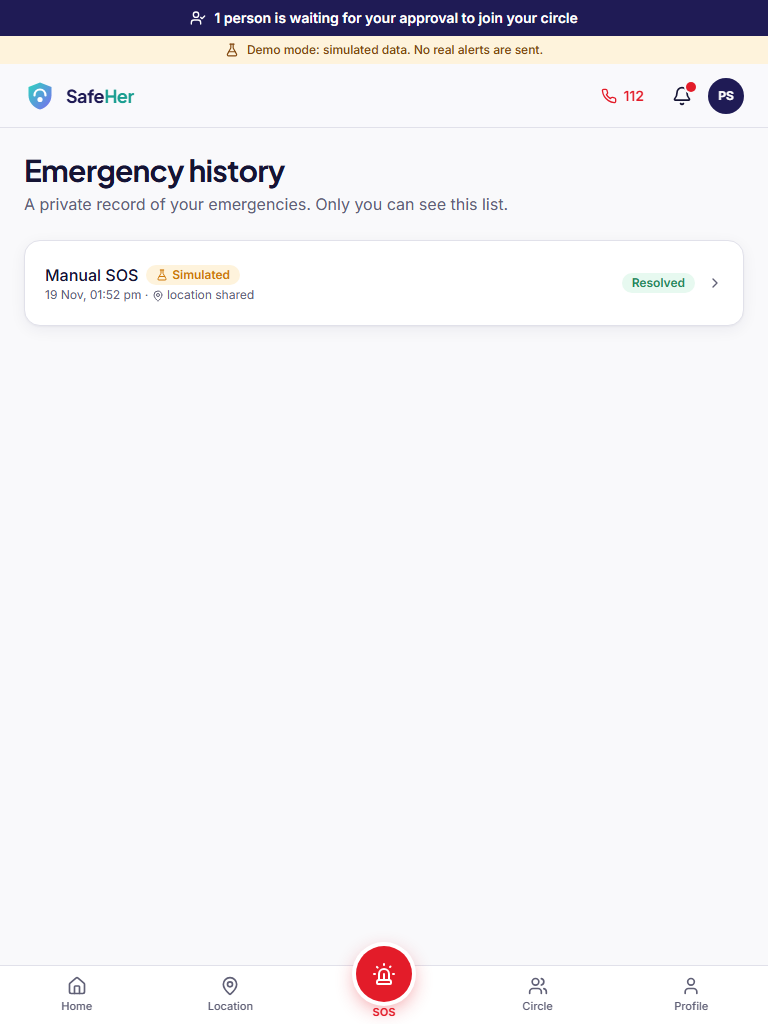 1 person is waiting for your approval to join your circle
Demo mode: simulated data. No real alerts are sent.
SafeHer
112
PS
Emergency history
A private record of your emergencies. Only you can see this list.
Manual SOS Simulated
19 Nov, 01:52 pm · location shared
Resolved
Home
Location
SOS
Circle
Profile